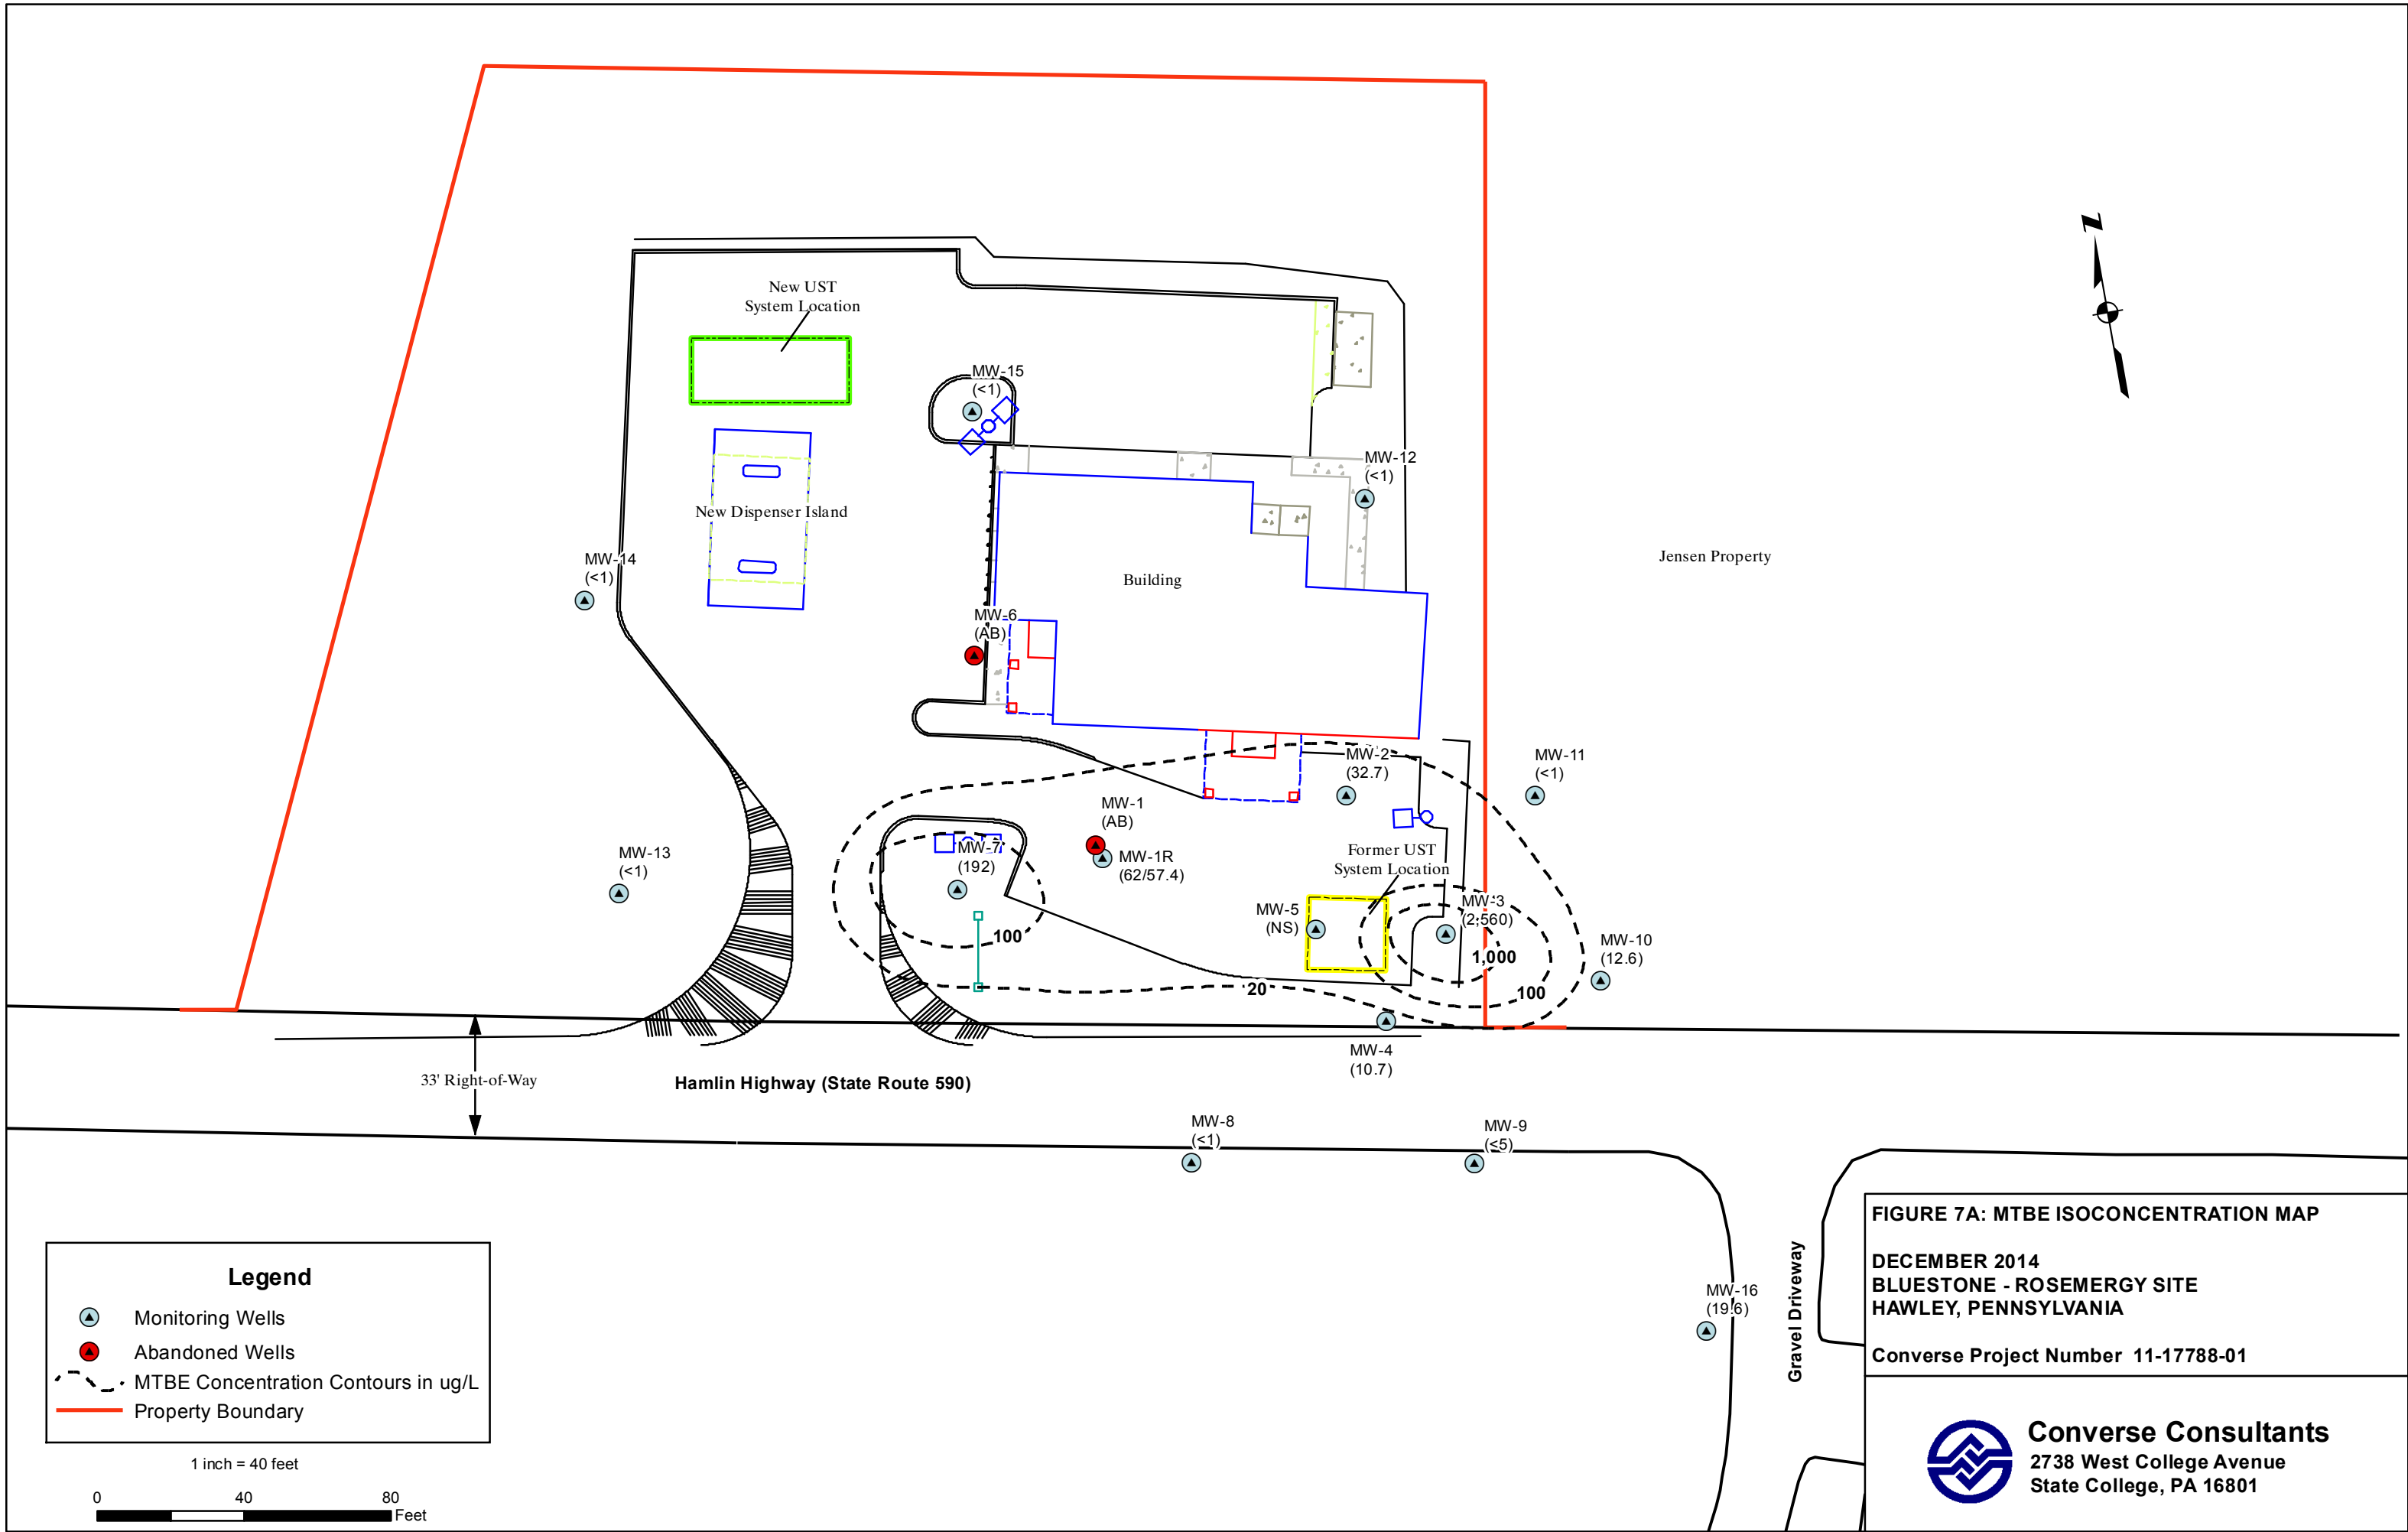 N
New UST
System Location
MW-15
(<1)
MW-12
(<1)
New Dispenser Island
Jensen Property
MW-14
(<1)
Building
MW-6
(AB)
MW-2
(32.7)
MW-11
(<1)
MW-1
(AB)
MW-13
(<1)
MW-7
(192)
MW-1R
(62/57.4)
Former UST
System Location
MW-5
(NS)
MW-3
(2,560)
100
1,000
MW-10
(12.6)
20
100
MW-4
(10.7)
33' Right-of-Way
Hamlin Highway (State Route 590)
MW-8
(<1)
MW-9
(<5)
MW-16
(19.6)
Gravel Driveway
Legend
Monitoring Wells
Abandoned Wells
MTBE Concentration Contours in ug/L
Property Boundary
1 inch = 40 feet
0 40 80
Feet
FIGURE 7A: MTBE ISOCONCENTRATION MAP
DECEMBER 2014
BLUESTONE - ROSEMERGY SITE
HAWLEY, PENNSYLVANIA
Converse Project Number 11-17788-01
Converse Consultants
2738 West College Avenue
State College, PA 16801